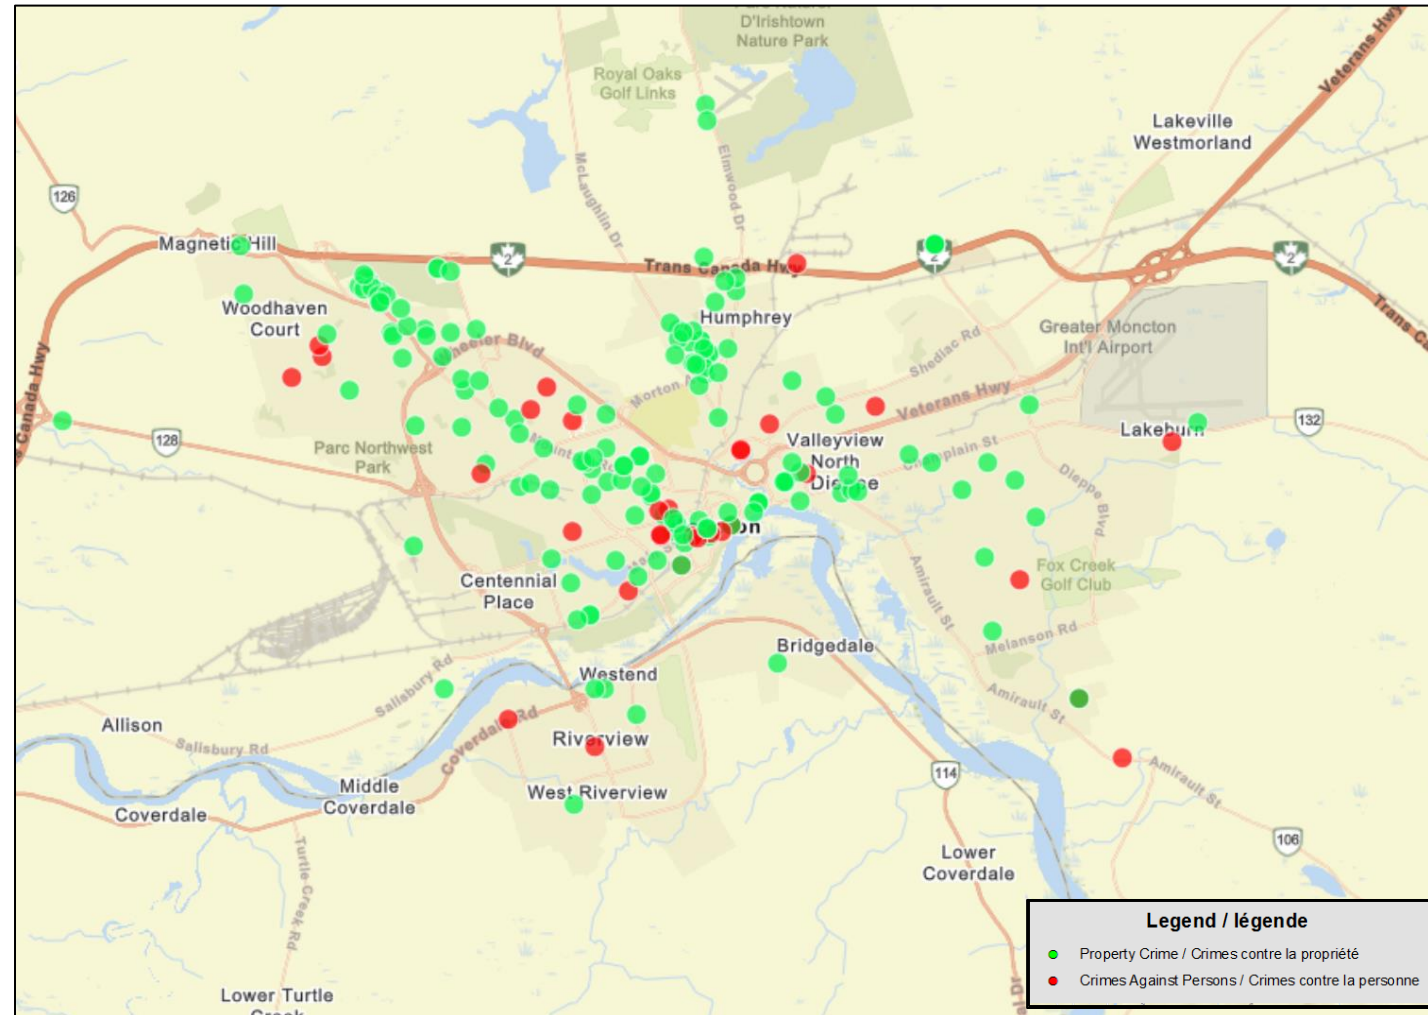 D'Irishtown
Nature Park
Royal Oaks
Golf Links
Veterans Hwy
Lakeville
Westmorland
126
McLaughlin Dr
Elmwood Dr
Magnetic Hill
2
Trans Canada Hwy
2
2
Woodhaven
Court
Humphrey
Greater Moncton
Int'l Airport
Trans Ca
Wheeler Blvd
Shediac Rd
Canada Hwy
Morton
Veterans Hwy
128
Parc Northwest
Park
Valleyview
North
Dieppe
Champlain St
Lakeburn
132
Dieppe Blvd
on
Centennial
Place
Amirault St
Fox Creek
Golf Club
Melanson Rd
Bridgedale
Westend
Salisbury Rd
Amirault St
Allison
Salisbury Rd
Coverdale Rd
Riverview
Amirault St
114
Middle
Coverdale
West Riverview
Coverdale
106
Turtle Creek Rd
Lower
Coverdale
Lower Turtle
Creek
Legend / légende
Property Crime / Crimes contre la propriété
Crimes Against Persons / Crimes contre la personne